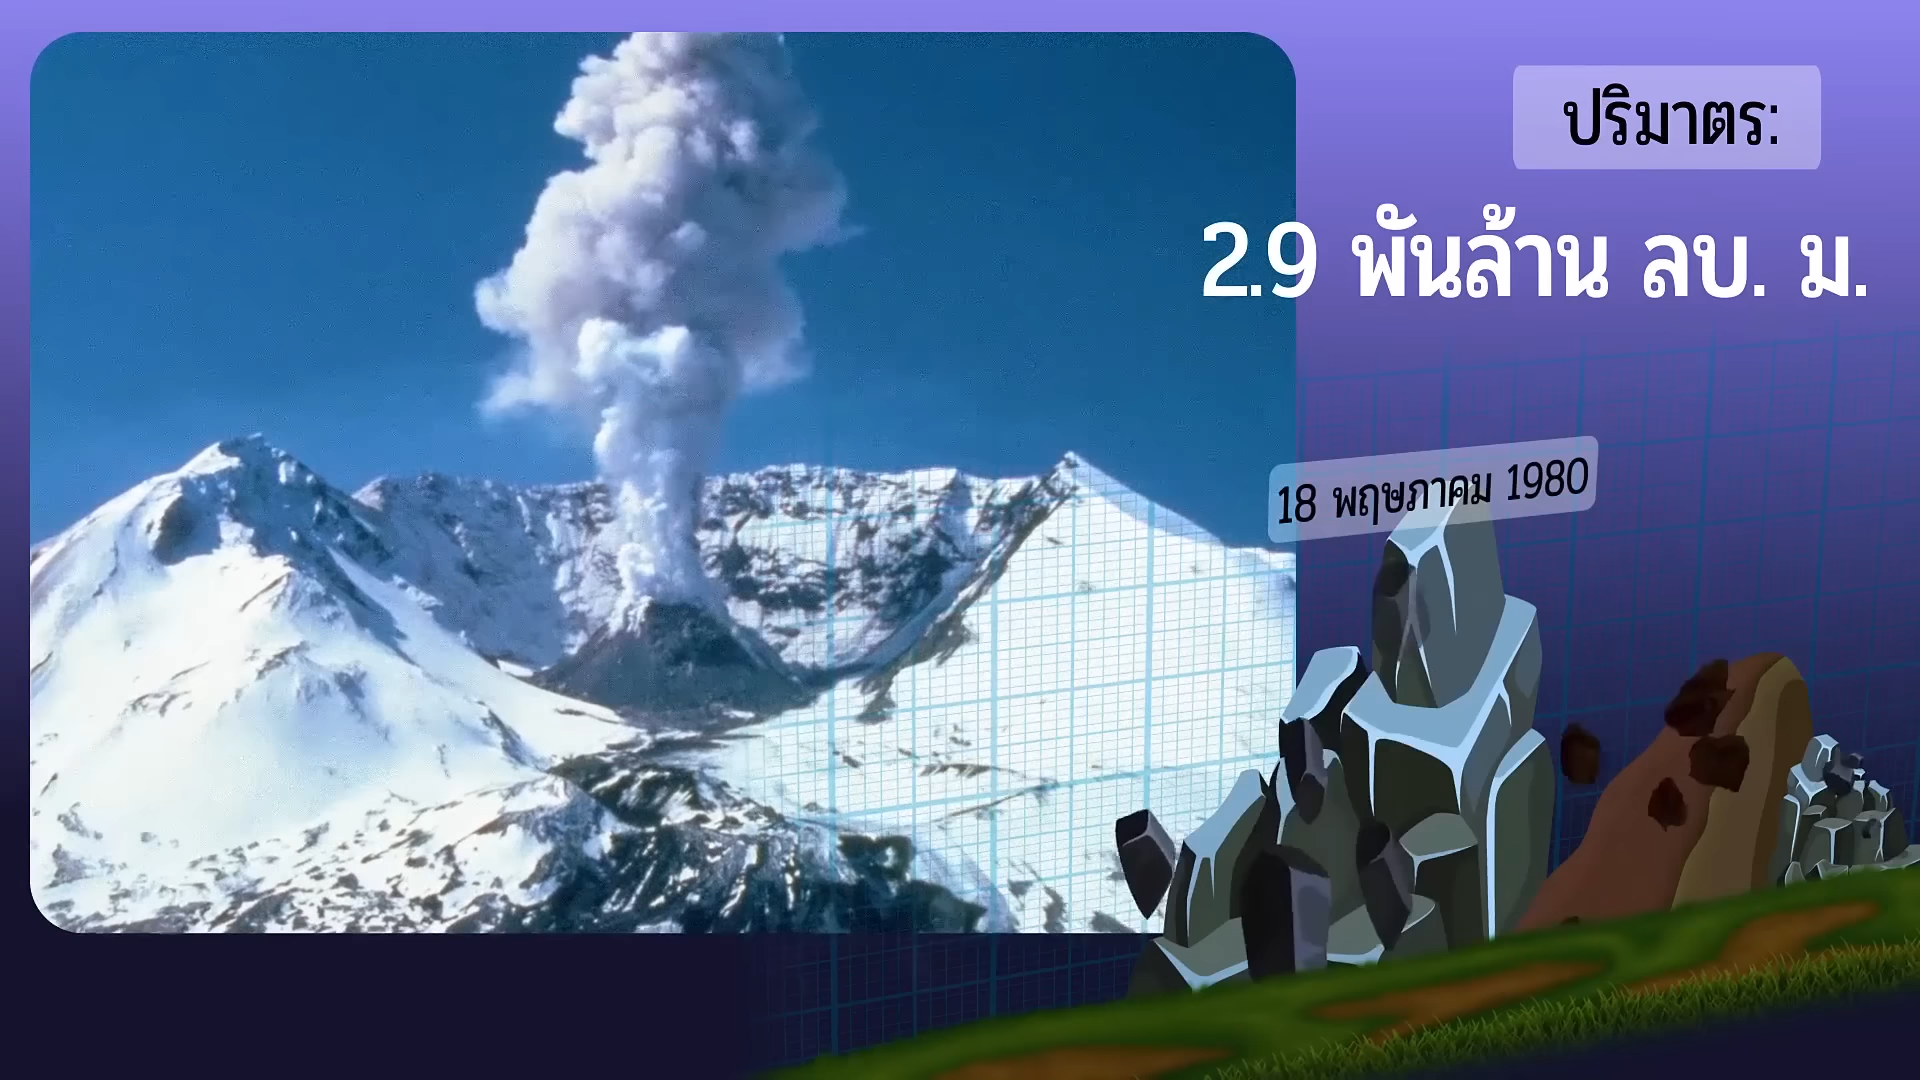 ปริมาตร:
2.9 พันล้าน ลบ. ม.
18 พฤษภาคม 1980